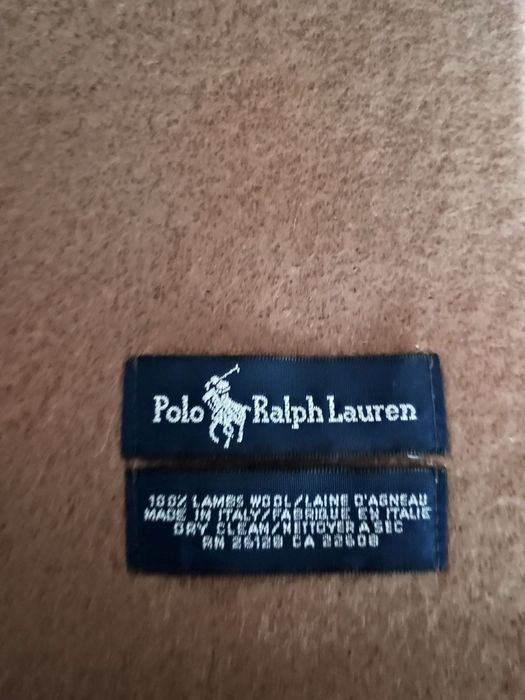 Polo Ralph Lauren
100% LAMBS WOOL/LAINE D'AGNEAU
MADE IN ITALY/FABRIQUE EN ITALIE
DRY CLEAN/NETTOYER A SEC
RN 26128 CA 22608